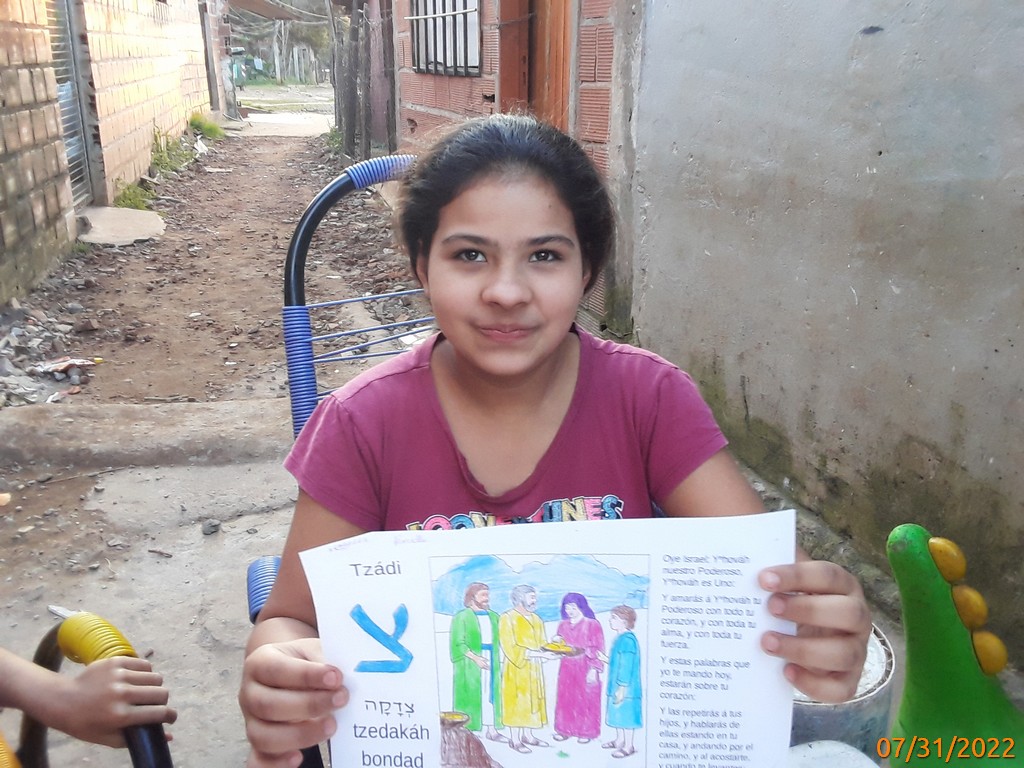 LOONEY TUNES
Tzádi
צ
צְדָקָה
tzedakáh
bondad
Oye Israel: Y*hováh
nuestro Poderoso,
Y*hováh es Uno:
Y amarás á Y*hováh tu
Poderoso con todo tu
corazón, y con toda tu
alma, y con toda tu
fuerza.
Y estas palabras que
yo te mando hoy,
estarán sobre tu
corazón:
Y las repetirás á tus
hijos, y hablarás de
ellas estando en tu
casa, y andando por el
camino, y al acostarte,
y cuando te levantes:
07/31/2022